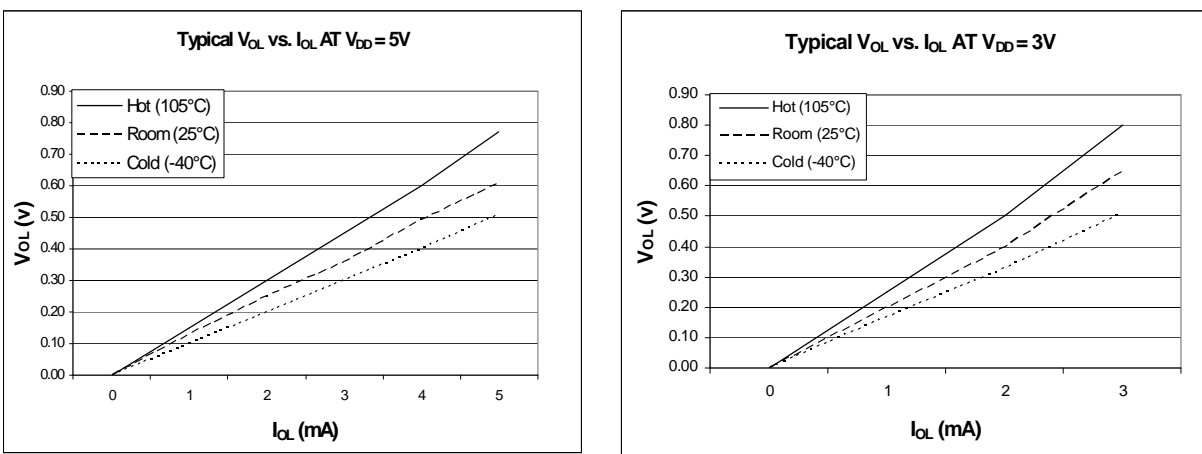 Typical VOL vs. IOL AT VDD = 5V
0.90
0.80
0.70
0.60
0.50
0.40
0.30
0.20
0.10
0.00
VOL (v)
Hot (105°C)
Room (25°C)
Cold (-40°C)
0 1 2 3 4 5
IOL (mA)
Typical VOL vs. IOL AT VDD = 3V
0.90
0.80
0.70
0.60
0.50
0.40
0.30
0.20
0.10
0.00
VOL (v)
Hot (105°C)
Room (25°C)
Cold (-40°C)
0 1 2 3
IOL (mA)